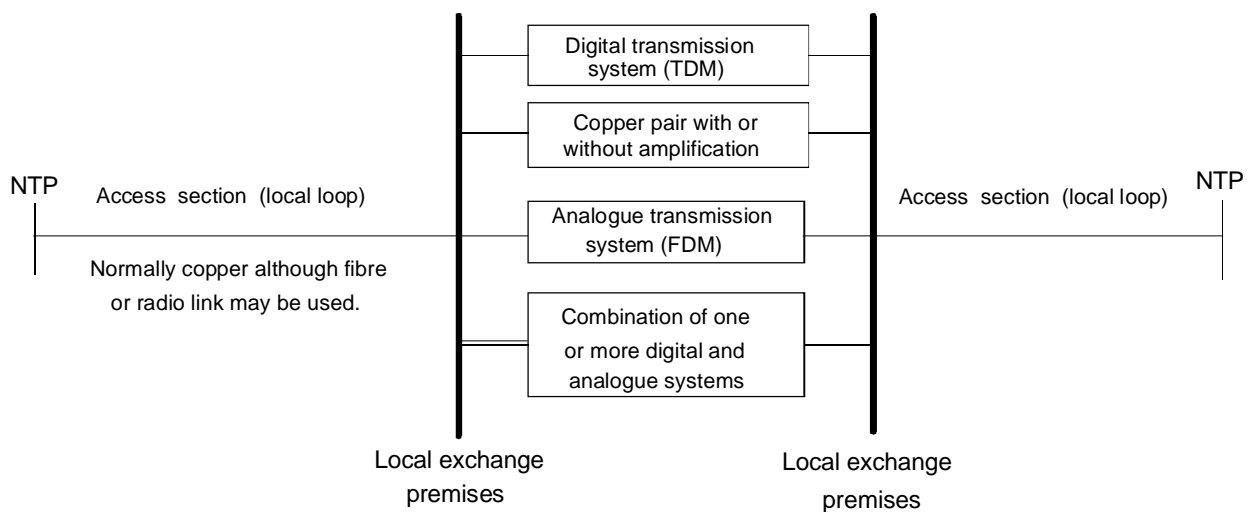 Digital transmission
system (TDM)
Copper pair with or
without amplification
NTP
Access section (local loop)
Access section (local loop)
NTP
Analogue transmission
system (FDM)
Normally copper although fibre
or radio link may be used.
Combination of one
or more digital and
analogue systems
Local exchange
premises
Local exchange
premises